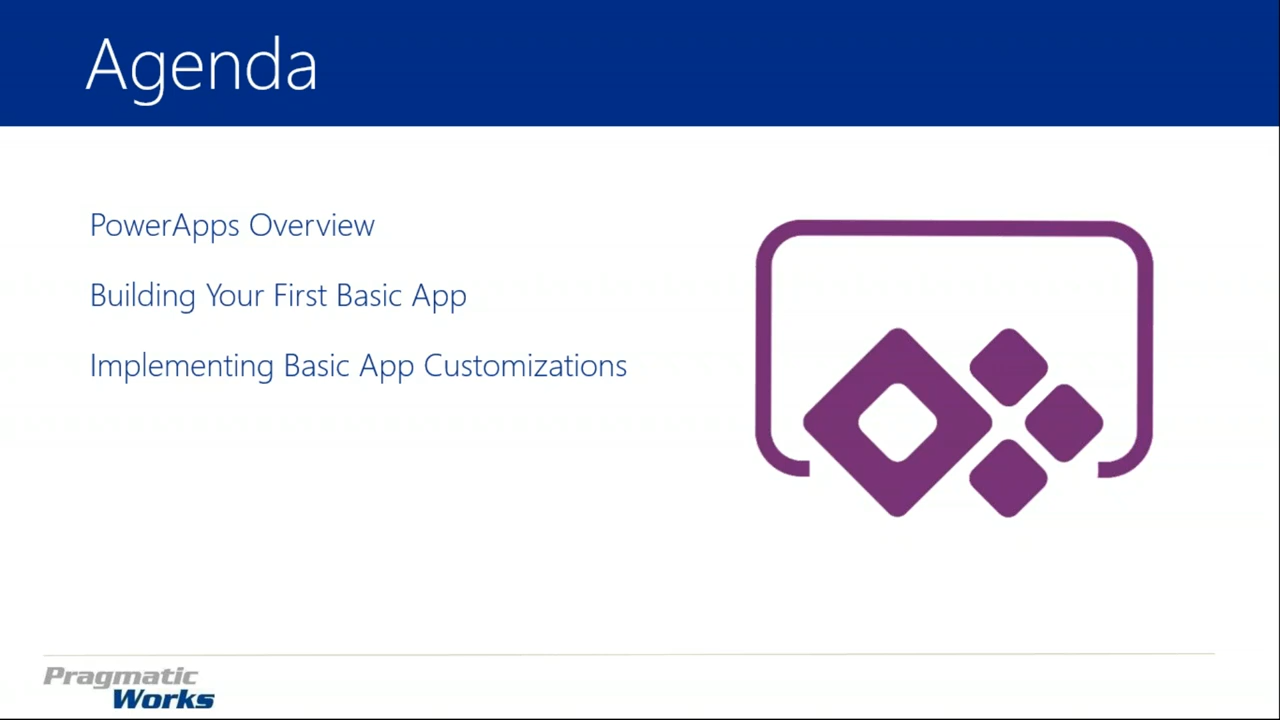 Agenda
PowerApps Overview
Building Your First Basic App
Implementing Basic App Customizations
Pragmatic
Works